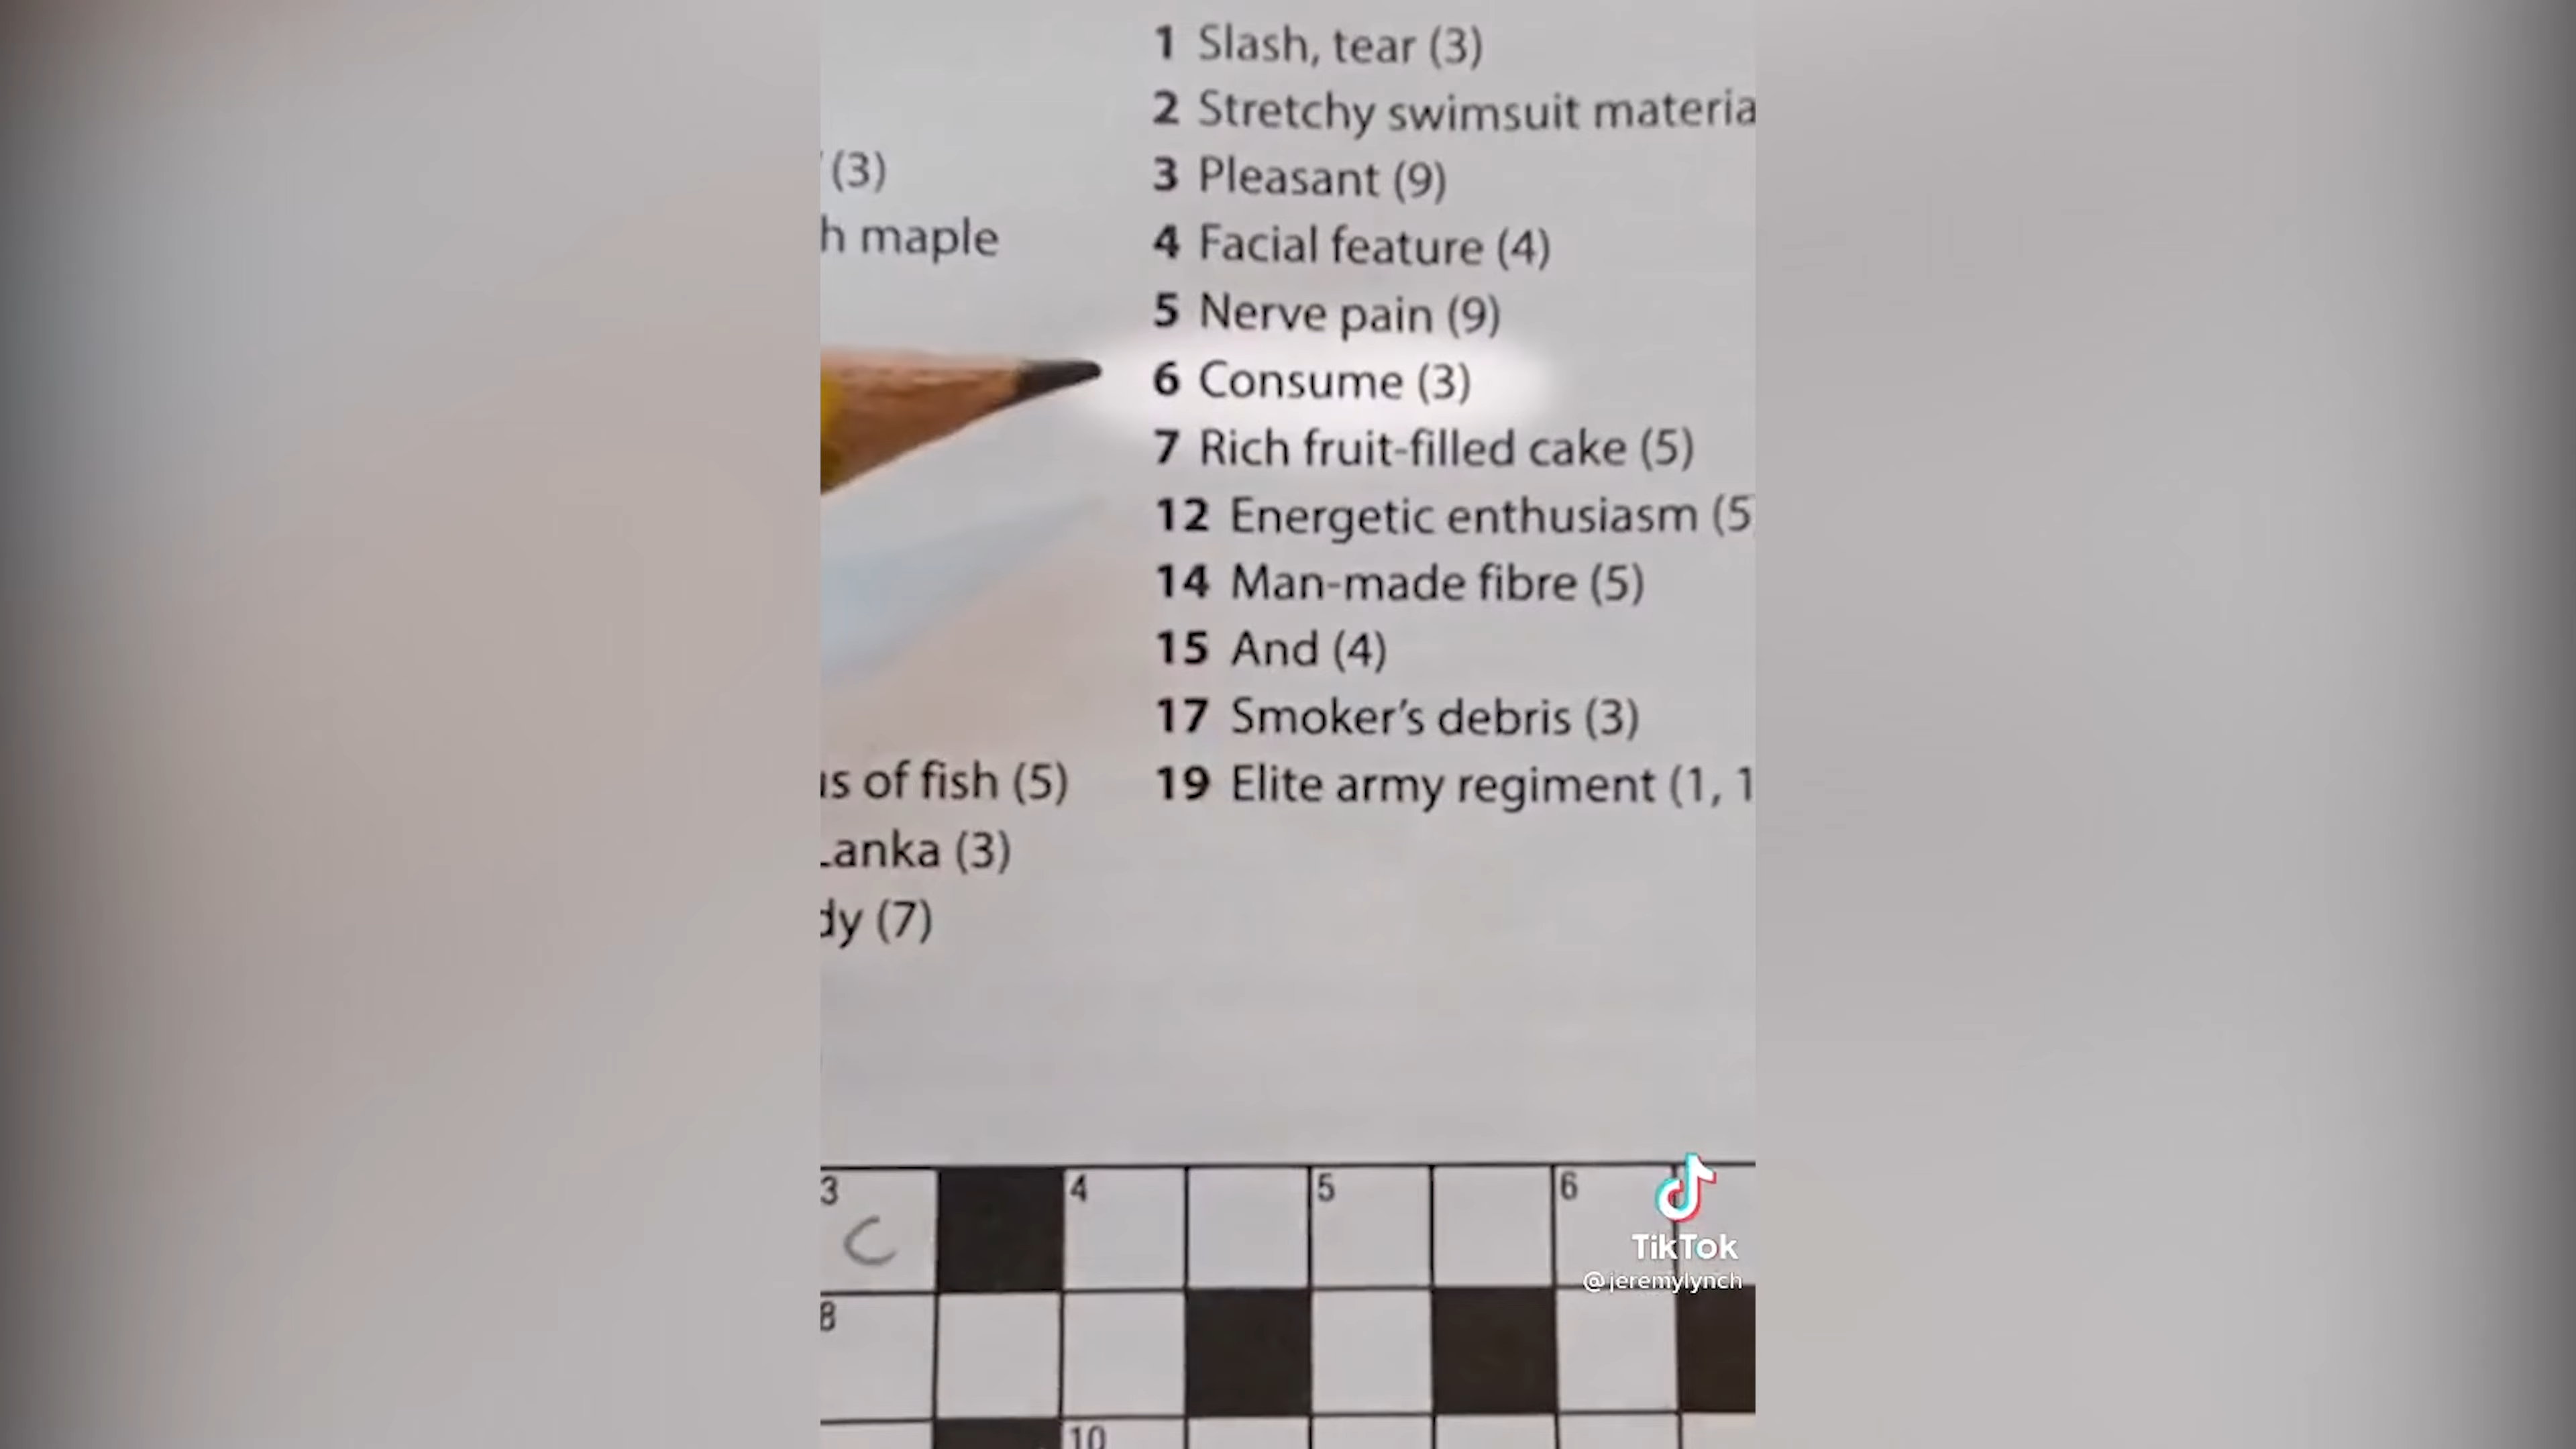 (3)
h maple
us of fish (5)
Lanka (3)
dy (7)
1 Slash, tear (3)
2 Stretchy swimsuit materia
3 Pleasant (9)
4 Facial feature (4)
5 Nerve pain (9)
6 Consume (3)
7 Rich fruit-filled cake (5)
12 Energetic enthusiasm (5)
14 Man-made fibre (5)
15 And (4)
17 Smoker's debris (3)
19 Elite army regiment (1, 1
3 4 5 6
C
8
10
TikTok
@jeremylynch